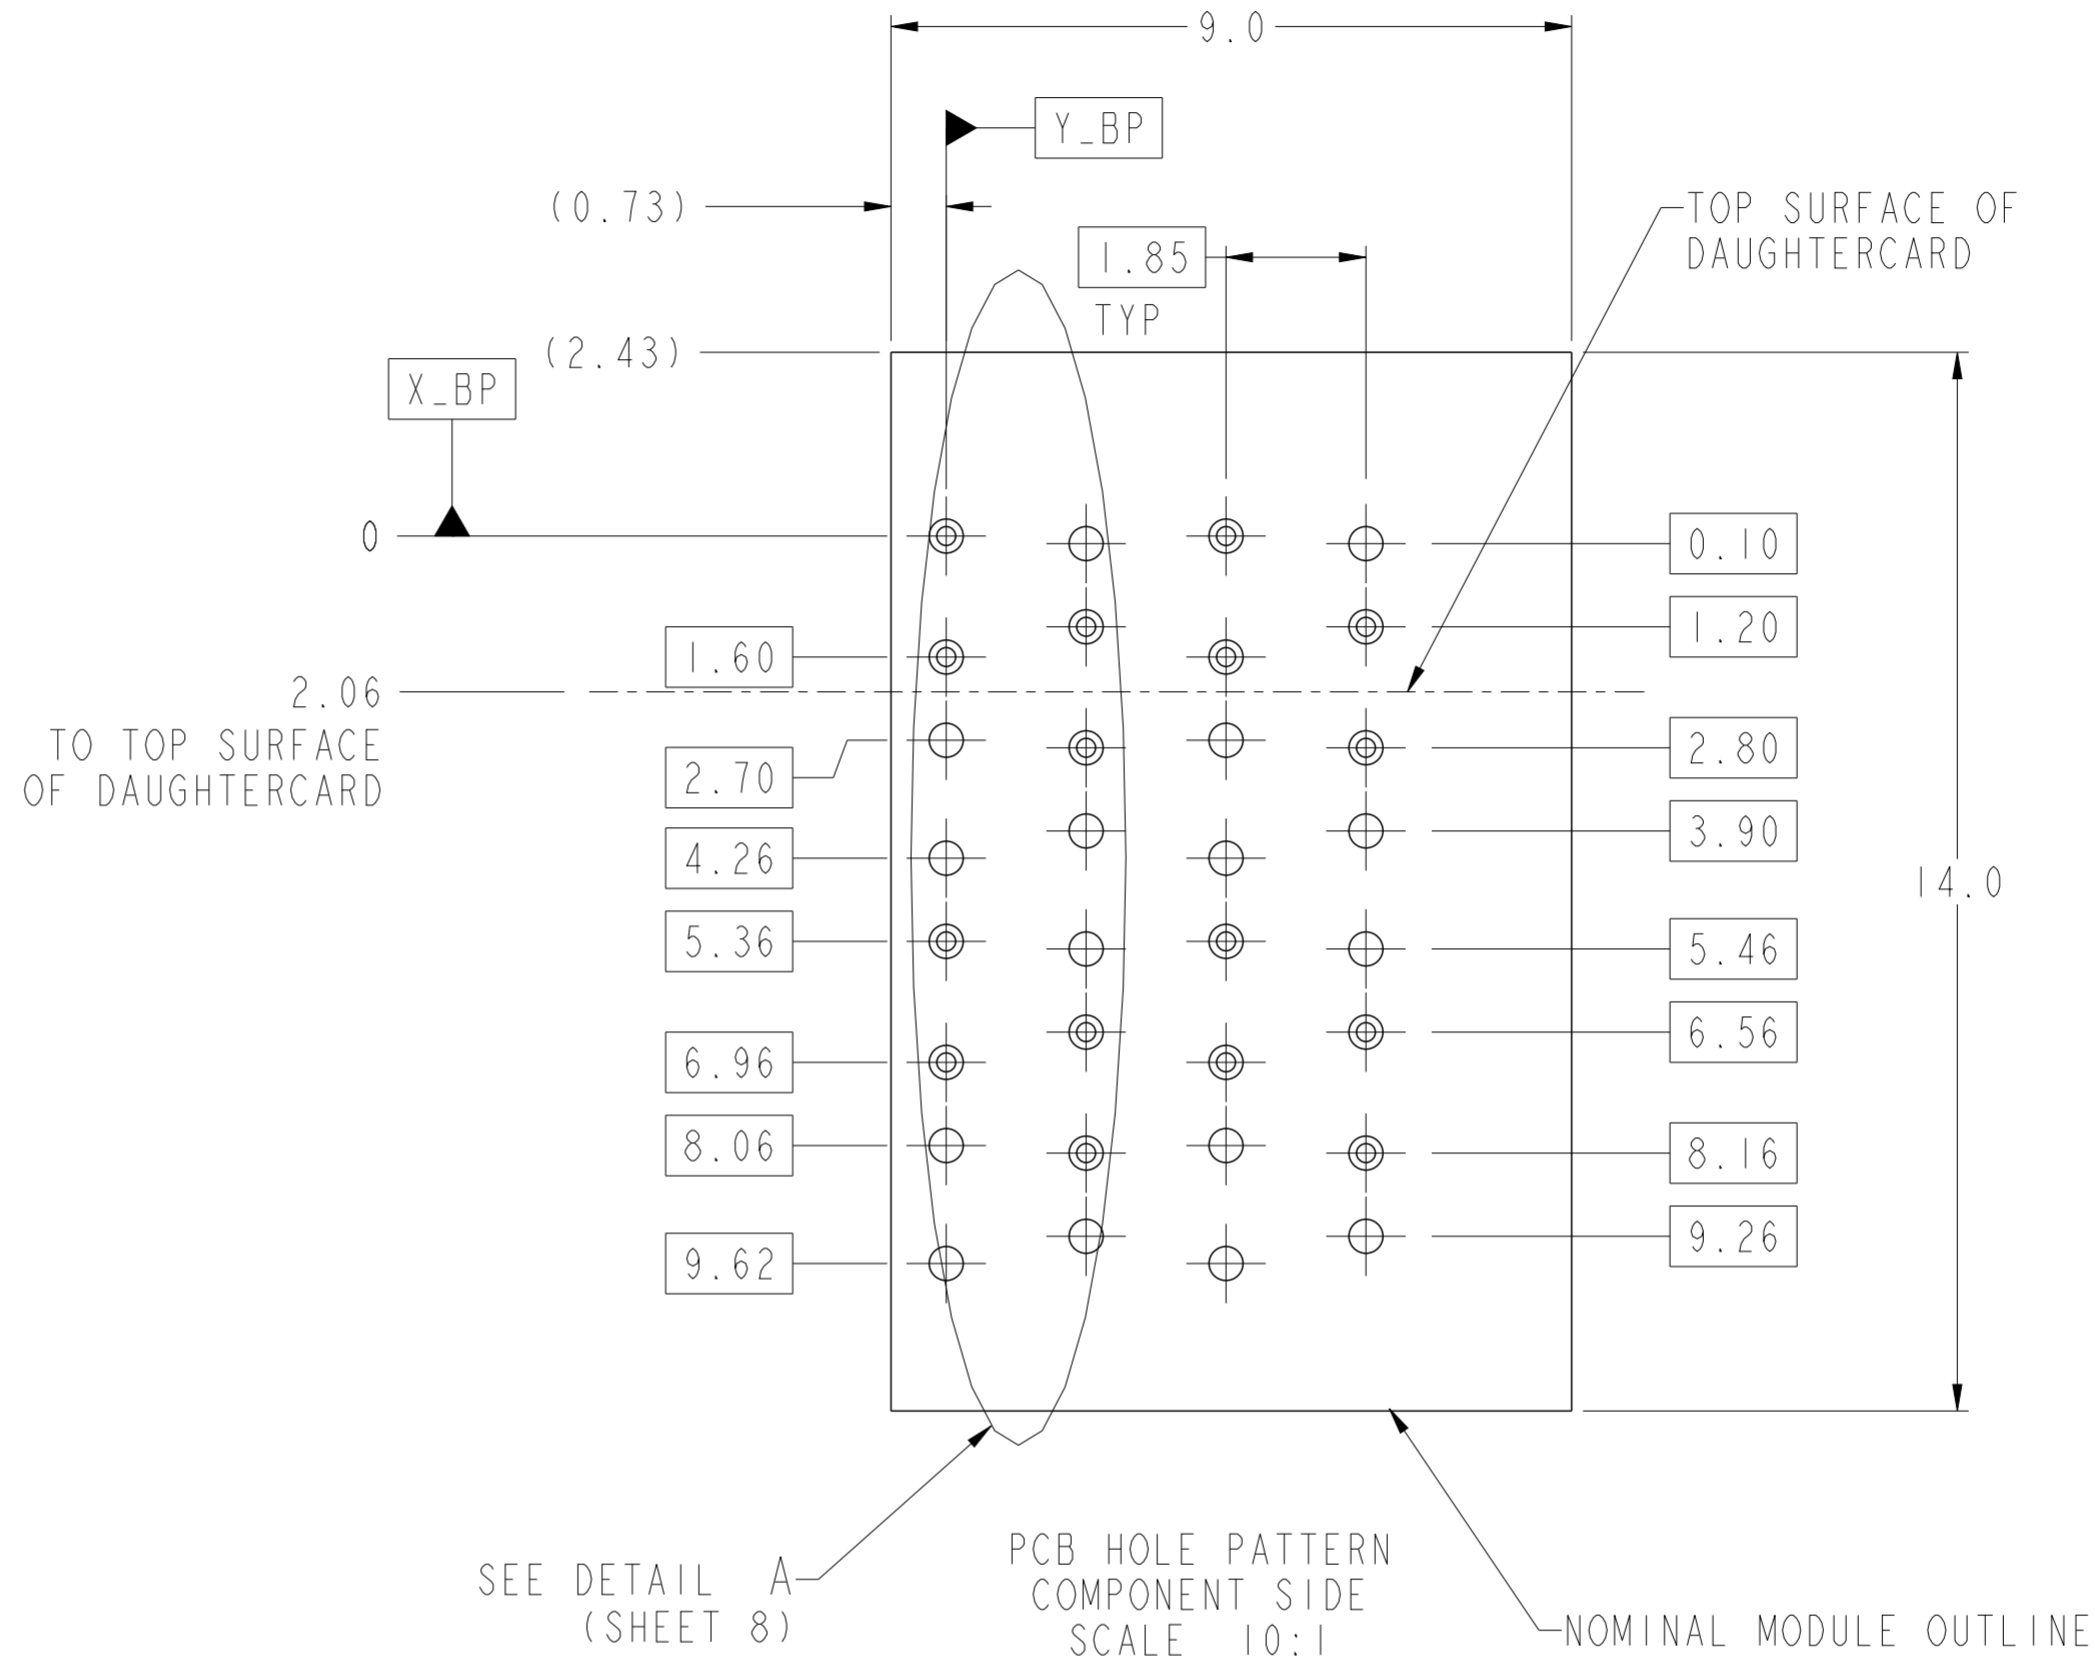 9.0
Y_BP
(0.73)
TOP SURFACE OF
DAUGHTERCARD
1.85
TYP
(2.43)
X_BP
0
0.10
1.20
1.60
2.06
TO TOP SURFACE
OF DAUGHTERCARD
2.70
2.80
3.90
4.26
14.0
5.36
5.46
6.56
6.96
8.06
8.16
9.26
9.62
SEE DETAIL A
(SHEET 8)
PCB HOLE PATTERN
COMPONENT SIDE
SCALE 10:1
NOMINAL MODULE OUTLINE